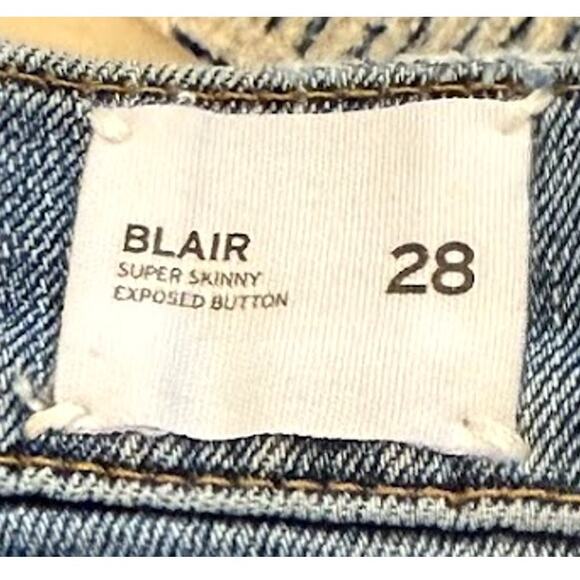 BLAIR
SUPER SKINNY
EXPOSED BUTTON
28